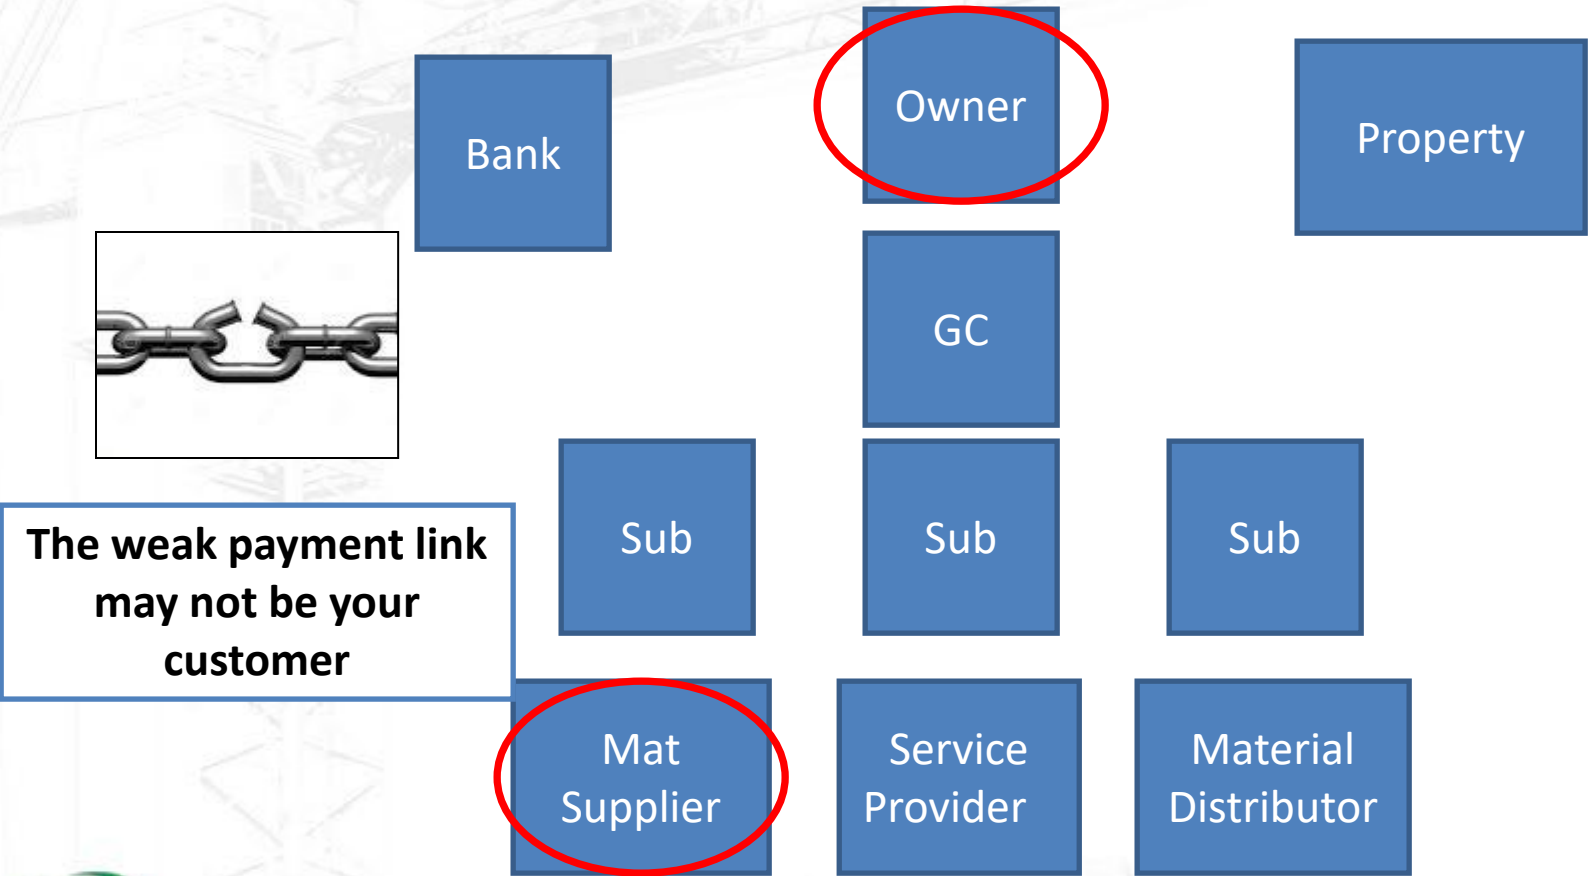 Owner
Bank
Property
GC
Sub
Sub
Sub
The weak payment link
may not be your
customer
Mat
Supplier
Service
Provider
Material
Distributor